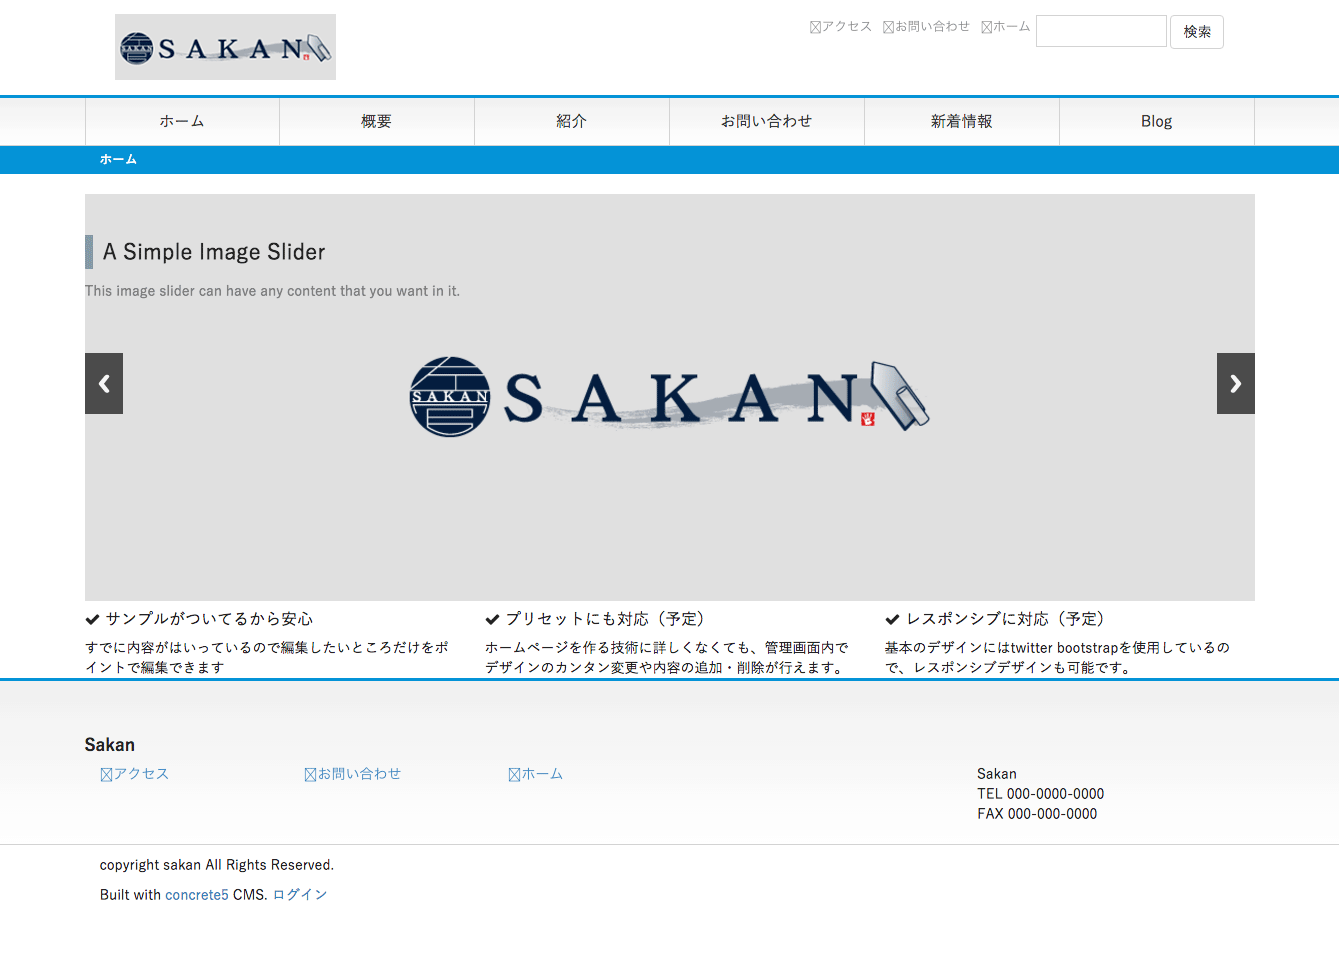 SAKAN SAKAN
アクセス お問い合わせ ホーム 検索
ホーム 概要 紹介 お問い合わせ 新着情報 Blog
ホーム
A Simple Image Slider
This image slider can have any content that you want in it.
SAKAN SAKAN
サンプルがついてるから安心
すでに内容がはいっているので編集したいところだけをポ
イントで編集できます
プリセットにも対応（予定）
ホームページを作る技術に詳しくなくても、管理画面内で
デザインのカンタン変更や内容の追加・削除が行えます。
レスポンシブに対応（予定）
基本のデザインにはtwitter bootstrapを使用しているの
で、レスポンシブデザインも可能です。
Sakan
アクセス お問い合わせ ホーム
Sakan
TEL 000-0000-0000
FAX 000-000-0000
copyright sakan All Rights Reserved.
Built with concrete5 CMS. ログイン